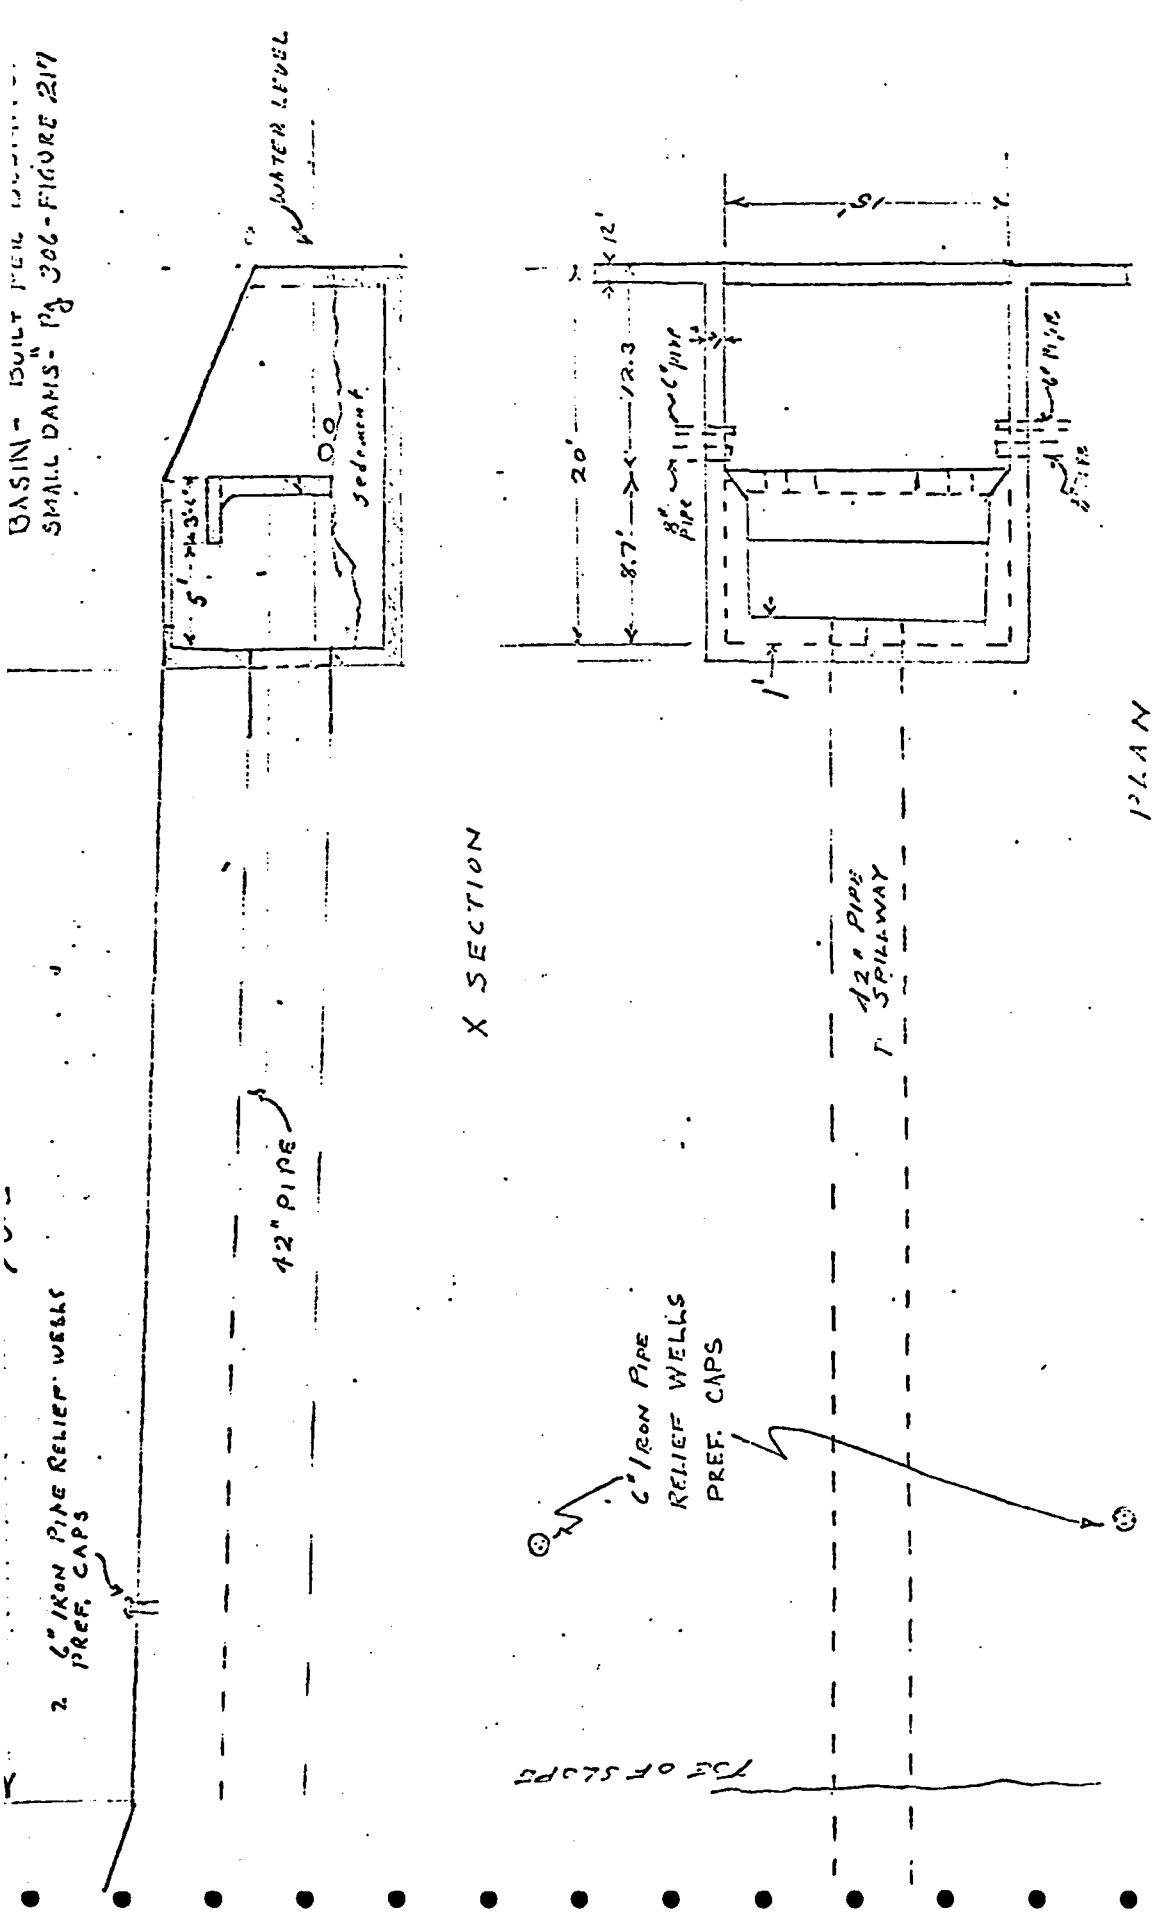 BASIN - BUILT PER
SMALL DAMS" Pg 306 - FIGURE 217
WATER LEVEL
5'
Sediment
2 6" IRON PIPE RELIEF WELLS
PREF. CAPS
42" PIPE
X SECTION
20'
8.7'
12.3
12'
15'
8"
PIPE
6" PIPE
6" PIPE
1'
42" PIPE
SPILLWAY
6" IRON PIPE
RELIEF WELLS
PREF. CAPS
TOE OF SLOPE
PLAN